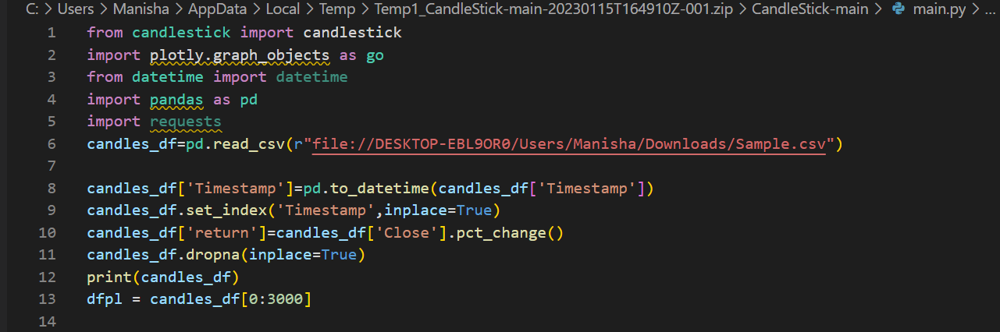 C: > Users > Manisha > AppData > Local > Temp > Temp1_CandleStick-main-20230115T164910Z-001.zip > CandleStick-main > main.py > ...
1 from candlestick import candlestick
2 import plotly.graph_objects as go
3 from datetime import datetime
4 import pandas as pd
5 import requests
6 candles_df=pd.read_csv(r"file://DESKTOP-EBL9OR0/Users/Manisha/Downloads/Sample.csv")
7
8 candles_df['Timestamp']=pd.to_datetime(candles_df['Timestamp'])
9 candles_df.set_index('Timestamp',inplace=True)
10 candles_df['return']=candles_df['Close'].pct_change()
11 candles_df.dropna(inplace=True)
12 print(candles_df)
13 dfpl = candles_df[0:3000]
14